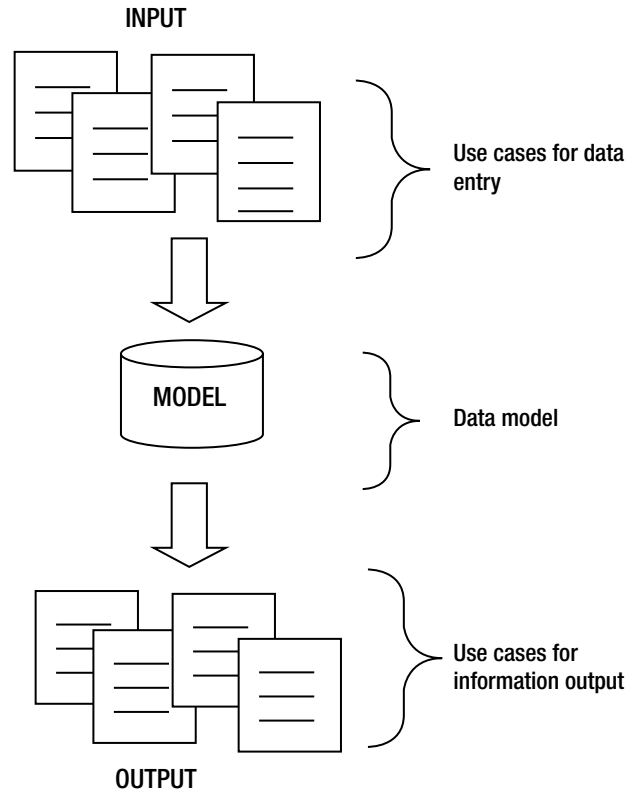 INPUT
Use cases for data
entry
MODEL
Data model
Use cases for
information output
OUTPUT